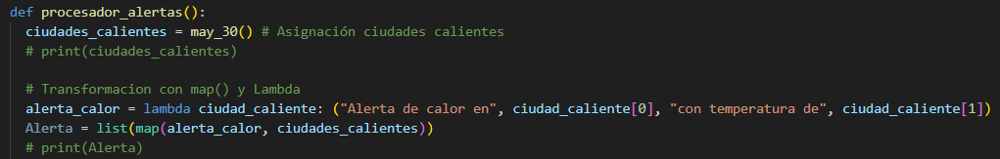 def procesador_alertas():
  ciudades_calientes = may_30() # Asignación ciudades calientes
  # print(ciudades_calientes)

  # Transformacion con map() y Lambda
  alerta_calor = lambda ciudad_caliente: ("Alerta de calor en", ciudad_caliente[0], "con temperatura de", ciudad_caliente[1])
  Alerta = list(map(alerta_calor, ciudades_calientes))
  # print(Alerta)